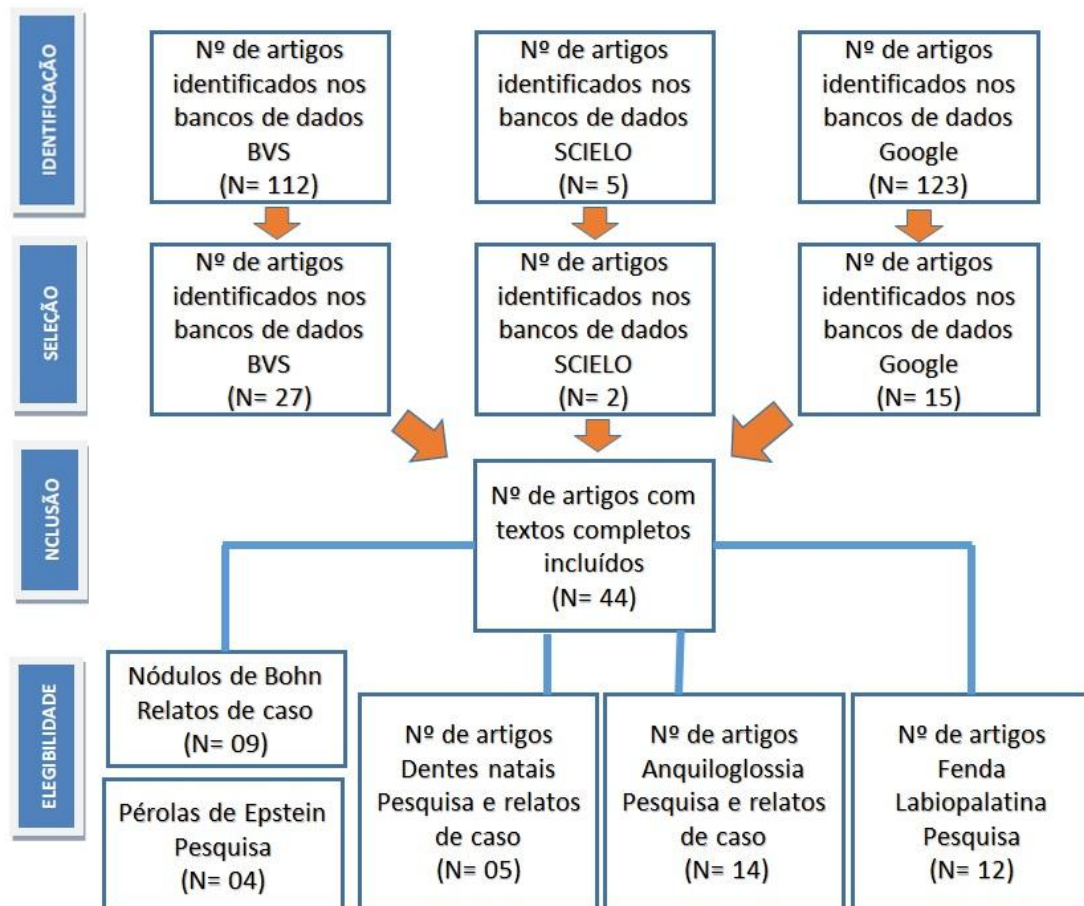 IDENTIFICAÇÃO
Nº de artigos
identificados nos
bancos de dados
BVS
(N= 112)
Nº de artigos
identificados nos
bancos de dados
SCIELO
(N= 5)
Nº de artigos
identificados nos
bancos de dados
Google
(N= 123)
SELEÇÃO
Nº de artigos
identificados nos
bancos de dados
BVS
(N= 27)
Nº de artigos
identificados nos
bancos de dados
SCIELO
(N= 2)
Nº de artigos
identificados nos
bancos de dados
Google
(N= 15)
NCLUSÃO
Nº de artigos com
textos completos
incluídos
(N= 44)
ELEGIBILIDADE
Nódulos de Bohn
Relatos de caso
(N= 09)
Pérolas de Epstein
Pesquisa
(N= 04)
Nº de artigos
Dentes natais
Pesquisa e relatos
de caso
(N= 05)
Nº de artigos
Anquiloglossia
Pesquisa e relatos
de caso
(N= 14)
Nº de artigos
Fenda
Labiopalatina
Pesquisa
(N= 12)